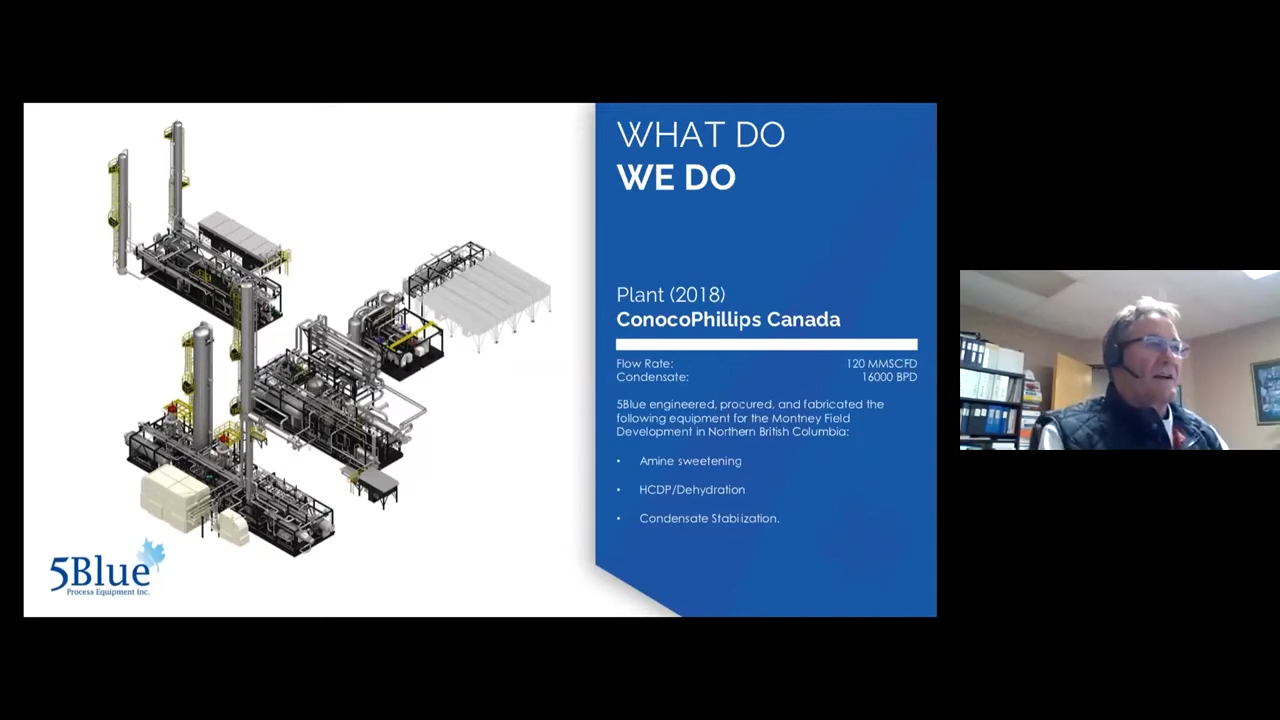 WHAT DO
WE DO
Plant (2018)
ConocoPhillips Canada
Flow Rate: 120 MMSCFD
Condensate: 16000 BPD
5Blue engineered, procured, and fabricated the
following equipment for the Montney Field
Development in Northern British Columbia:
• Amine sweetening
• HCDP/Dehydration
• Condensate Stabilization.
5Blue
Process Equipment Inc.